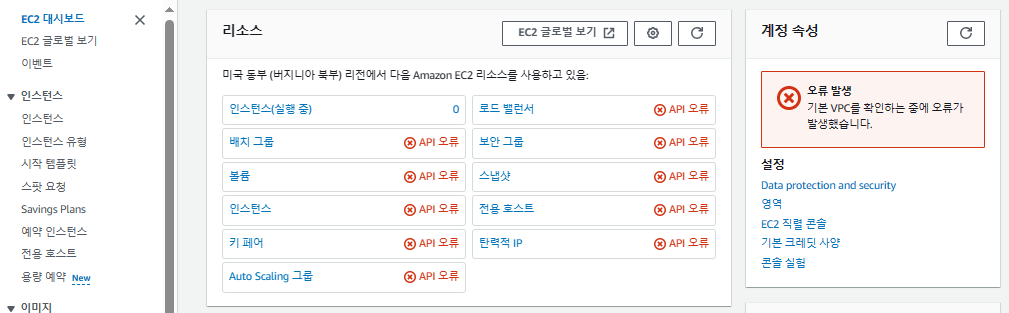 EC2 대시보드
EC2 글로벌 보기
이벤트
인스턴스
인스턴스
인스턴스 유형
시작 템플릿
스팟 요청
Savings Plans
예약 인스턴스
전용 호스트
용량 예약 New
이미지
리소스
EC2 글로벌 보기
미국 동부 (버지니아 북부) 리전에서 다음 Amazon EC2 리소스를 사용하고 있음:
인스턴스(실행 중) 0
로드 밸런서 API 오류
배치 그룹 API 오류
보안 그룹 API 오류
볼륨 API 오류
스냅샷 API 오류
인스턴스 API 오류
전용 호스트 API 오류
키 페어 API 오류
탄력적 IP API 오류
Auto Scaling 그룹 API 오류
계정 속성
오류 발생
기본 VPC를 확인하는 중에 오류가
발생했습니다.
설정
Data protection and security
영역
EC2 직렬 콘솔
기본 크레딧 사양
콘솔 실험